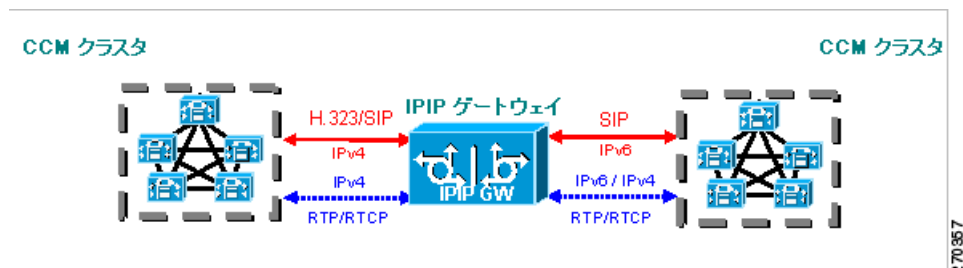 CCM クラスタ
CCM クラスタ
IPIP ゲートウェイ
H.323/SIP
SIP
IPv4
IPv6
IPv4
IPv6 / IPv4
IPIP GW
RTP/RTCP
RTP/RTCP
270357